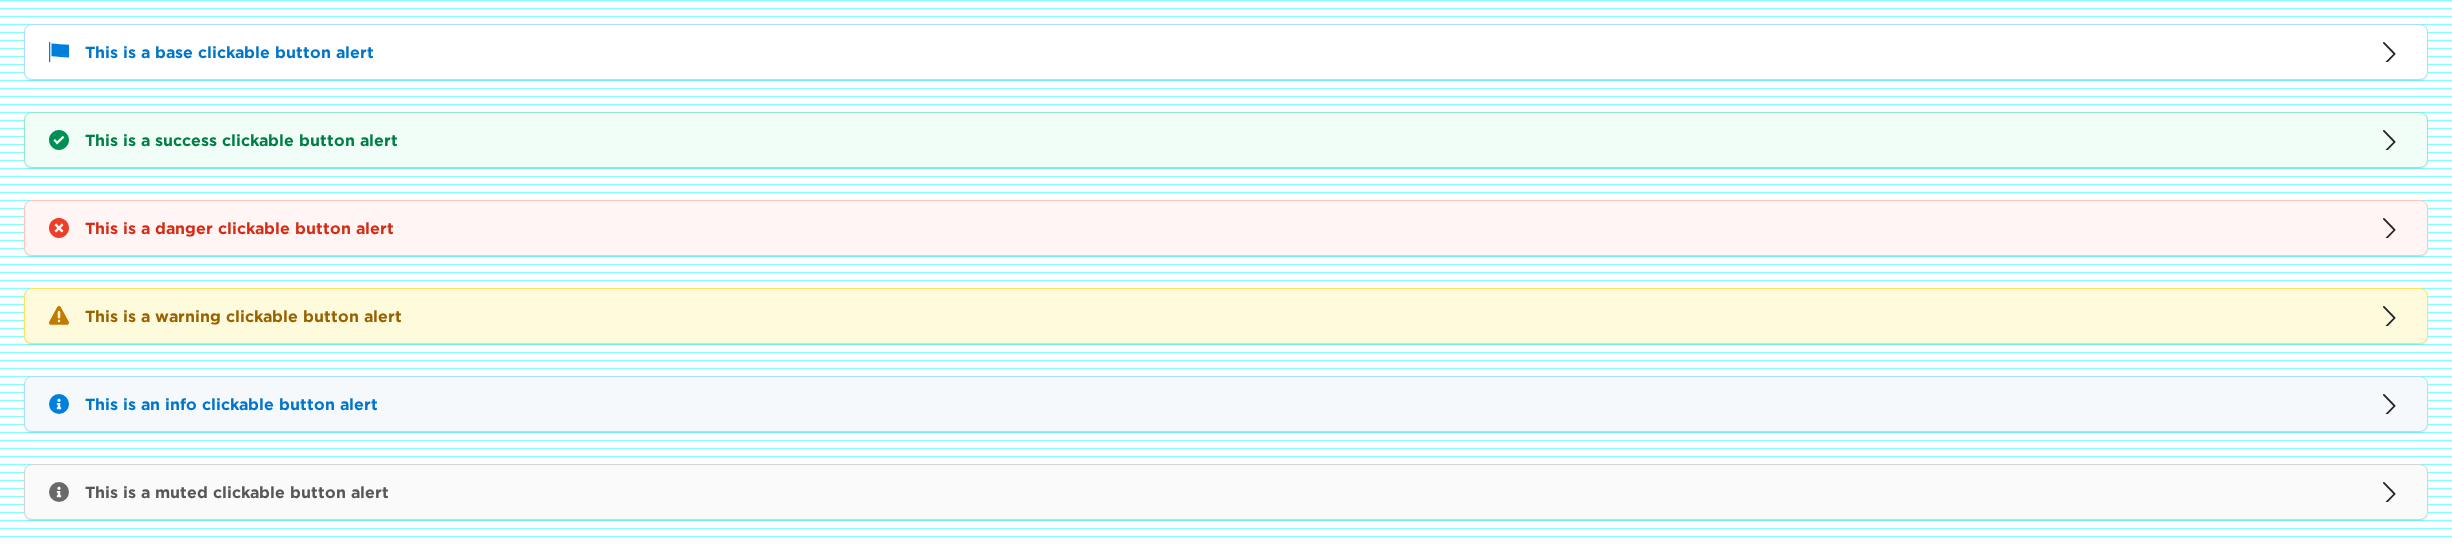 This is a base clickable button alert
This is a success clickable button alert
This is a danger clickable button alert
This is a warning clickable button alert
This is an info clickable button alert
This is a muted clickable button alert